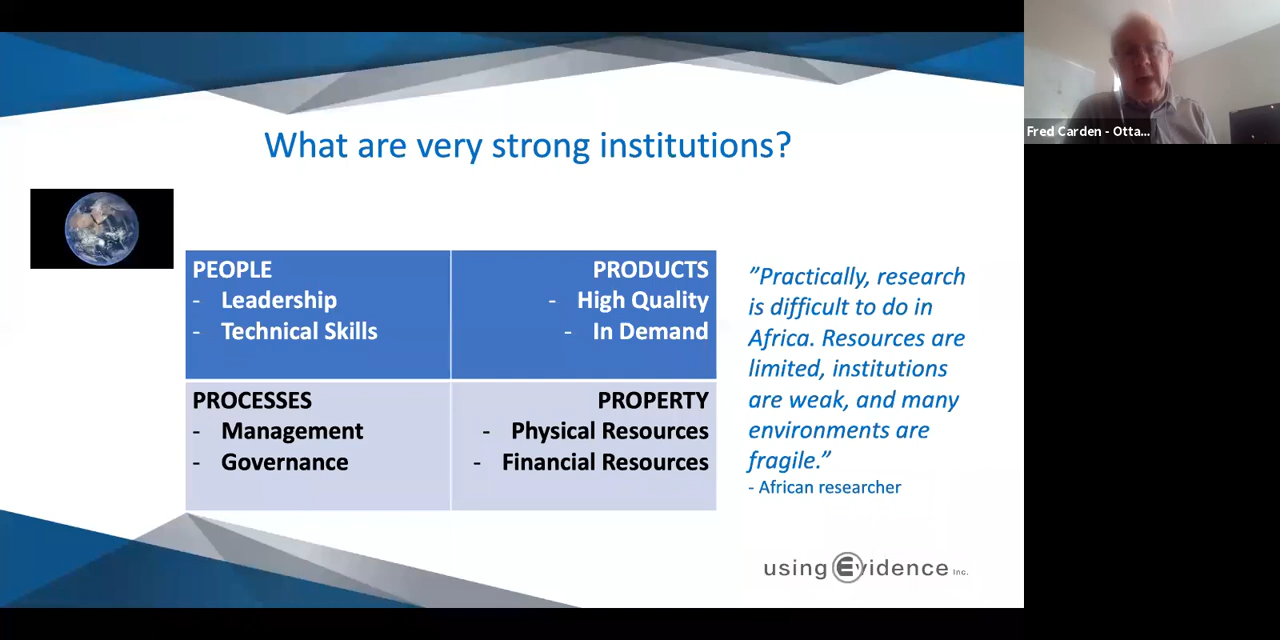 What are very strong institutions?
PEOPLE
- Leadership
- Technical Skills
PRODUCTS
- High Quality
- In Demand
PROCESSES
- Management
- Governance
PROPERTY
- Physical Resources
- Financial Resources
”Practically, research
is difficult to do in
Africa. Resources are
limited, institutions
are weak, and many
environments are
fragile.”
- African researcher
using Evidence Inc.
Fred Carden - Otta...